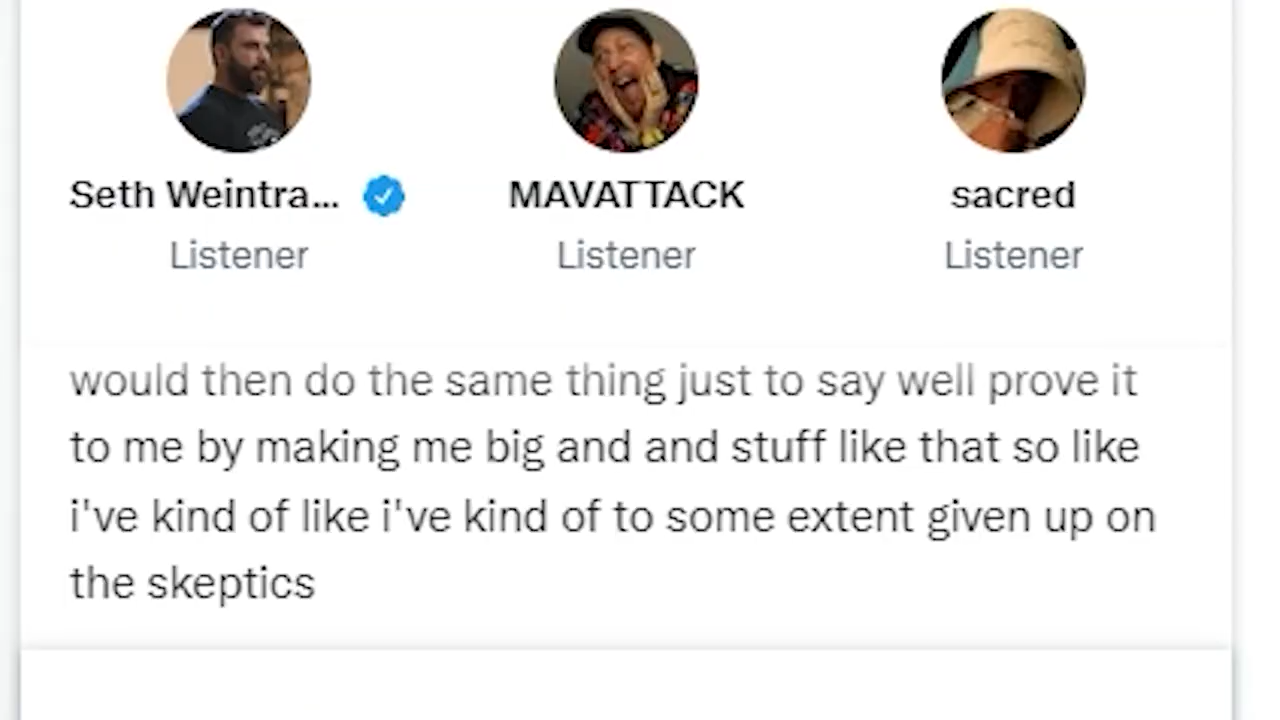 Seth Weintra... MAVATTACK sacred
Listener Listener Listener
would then do the same thing just to say well prove it
to me by making me big and and stuff like that so like
i've kind of like i've kind of to some extent given up on
the skeptics